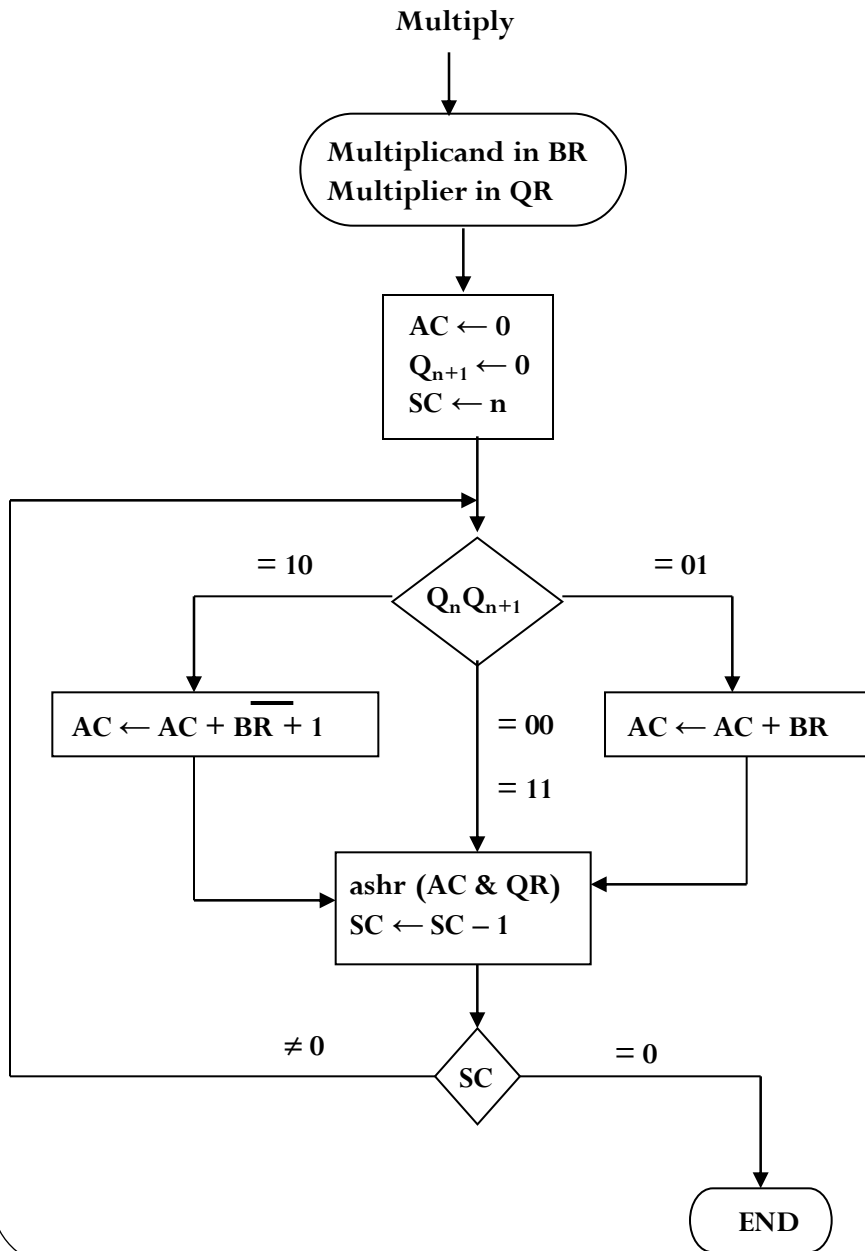 Multiply
Multiplicand in BR
Multiplier in QR
AC ← 0
Qₙ₊₁ ← 0
SC ← n
= 10
= 01
QₙQₙ₊₁
AC ← AC + B̅R̅ + 1
= 00
AC ← AC + BR
= 11
ashr (AC & QR)
SC ← SC – 1
≠ 0
= 0
SC
END